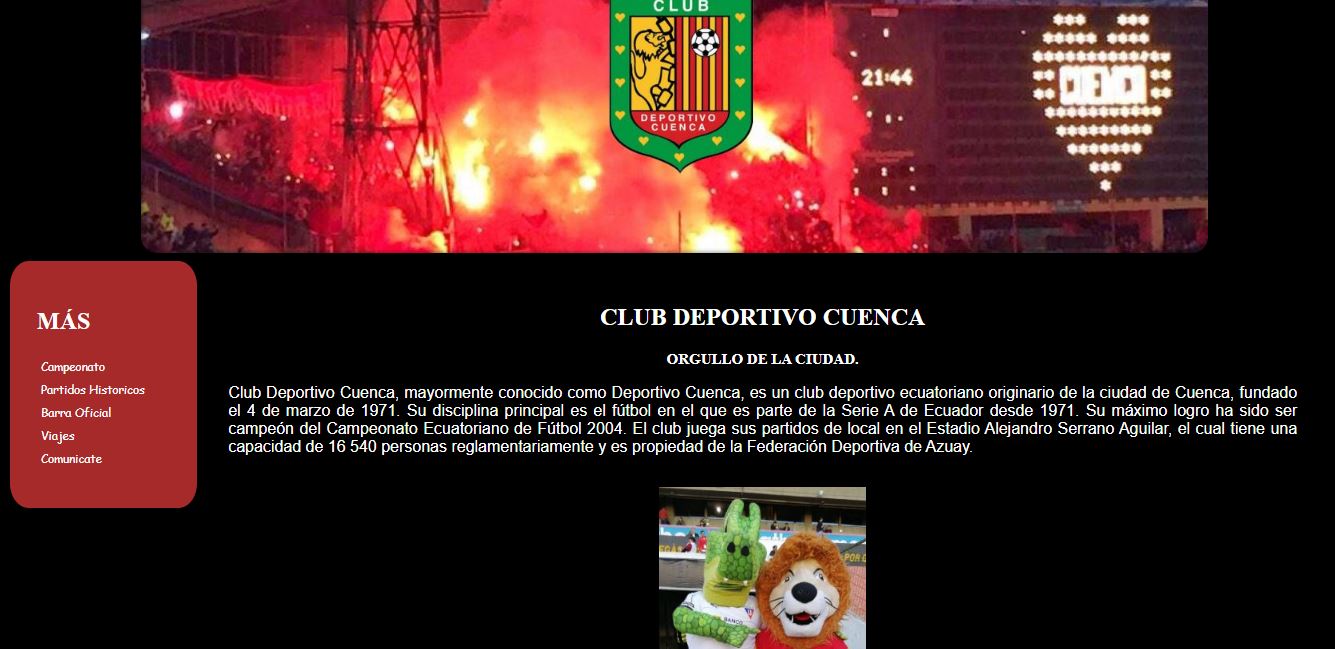 CLUB
DEPORTIVO
CUENCA
21:44
CUENCA
MÁS
Campeonato
Partidos Historicos
Barra Oficial
Viajes
Comunicate
CLUB DEPORTIVO CUENCA
ORGULLO DE LA CIUDAD.
Club Deportivo Cuenca, mayormente conocido como Deportivo Cuenca, es un club deportivo ecuatoriano originario de la ciudad de Cuenca, fundado
el 4 de marzo de 1971. Su disciplina principal es el fútbol en el que es parte de la Serie A de Ecuador desde 1971. Su máximo logro ha sido ser
campeón del Campeonato Ecuatoriano de Fútbol 2004. El club juega sus partidos de local en el Estadio Alejandro Serrano Aguilar, el cual tiene una
capacidad de 16 540 personas reglamentariamente y es propiedad de la Federación Deportiva de Azuay.
POR
BANCO